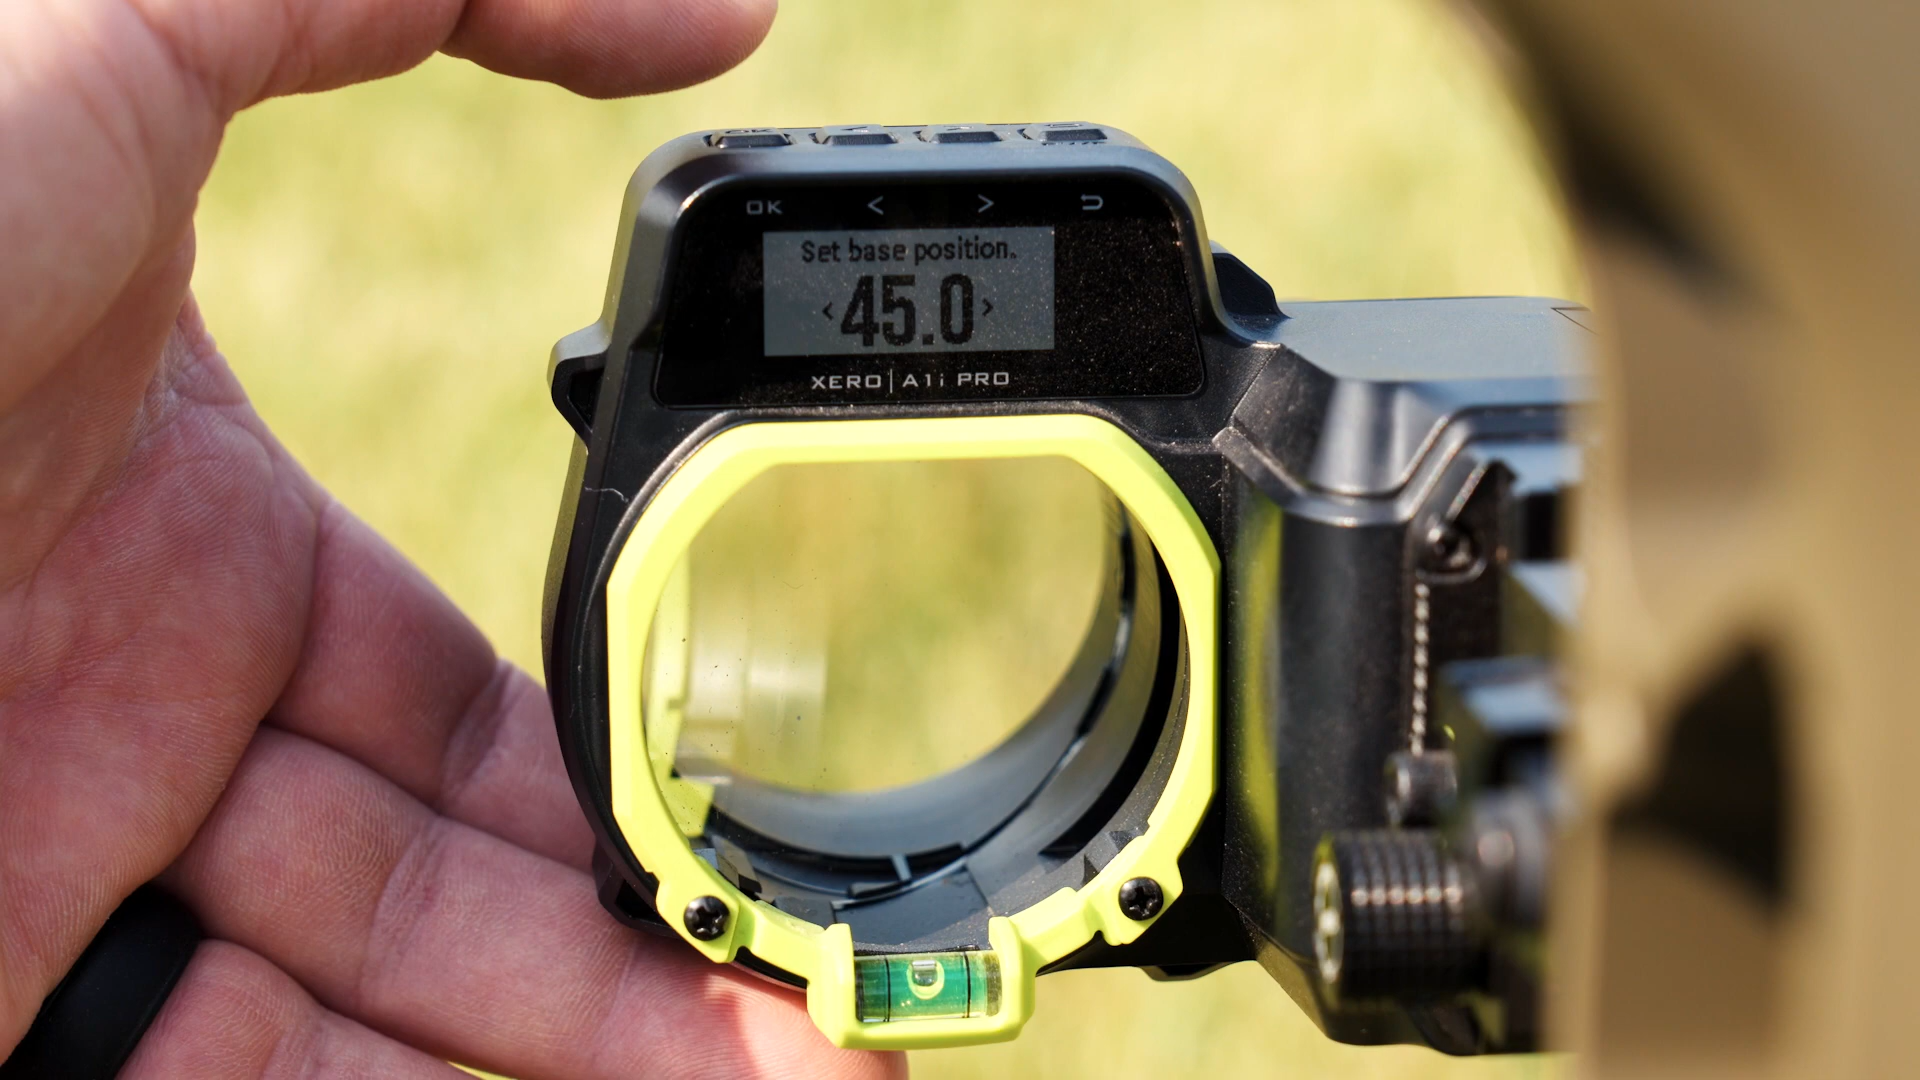 OK < >
Set base position.
‹45.0›
XERO | A1i PRO